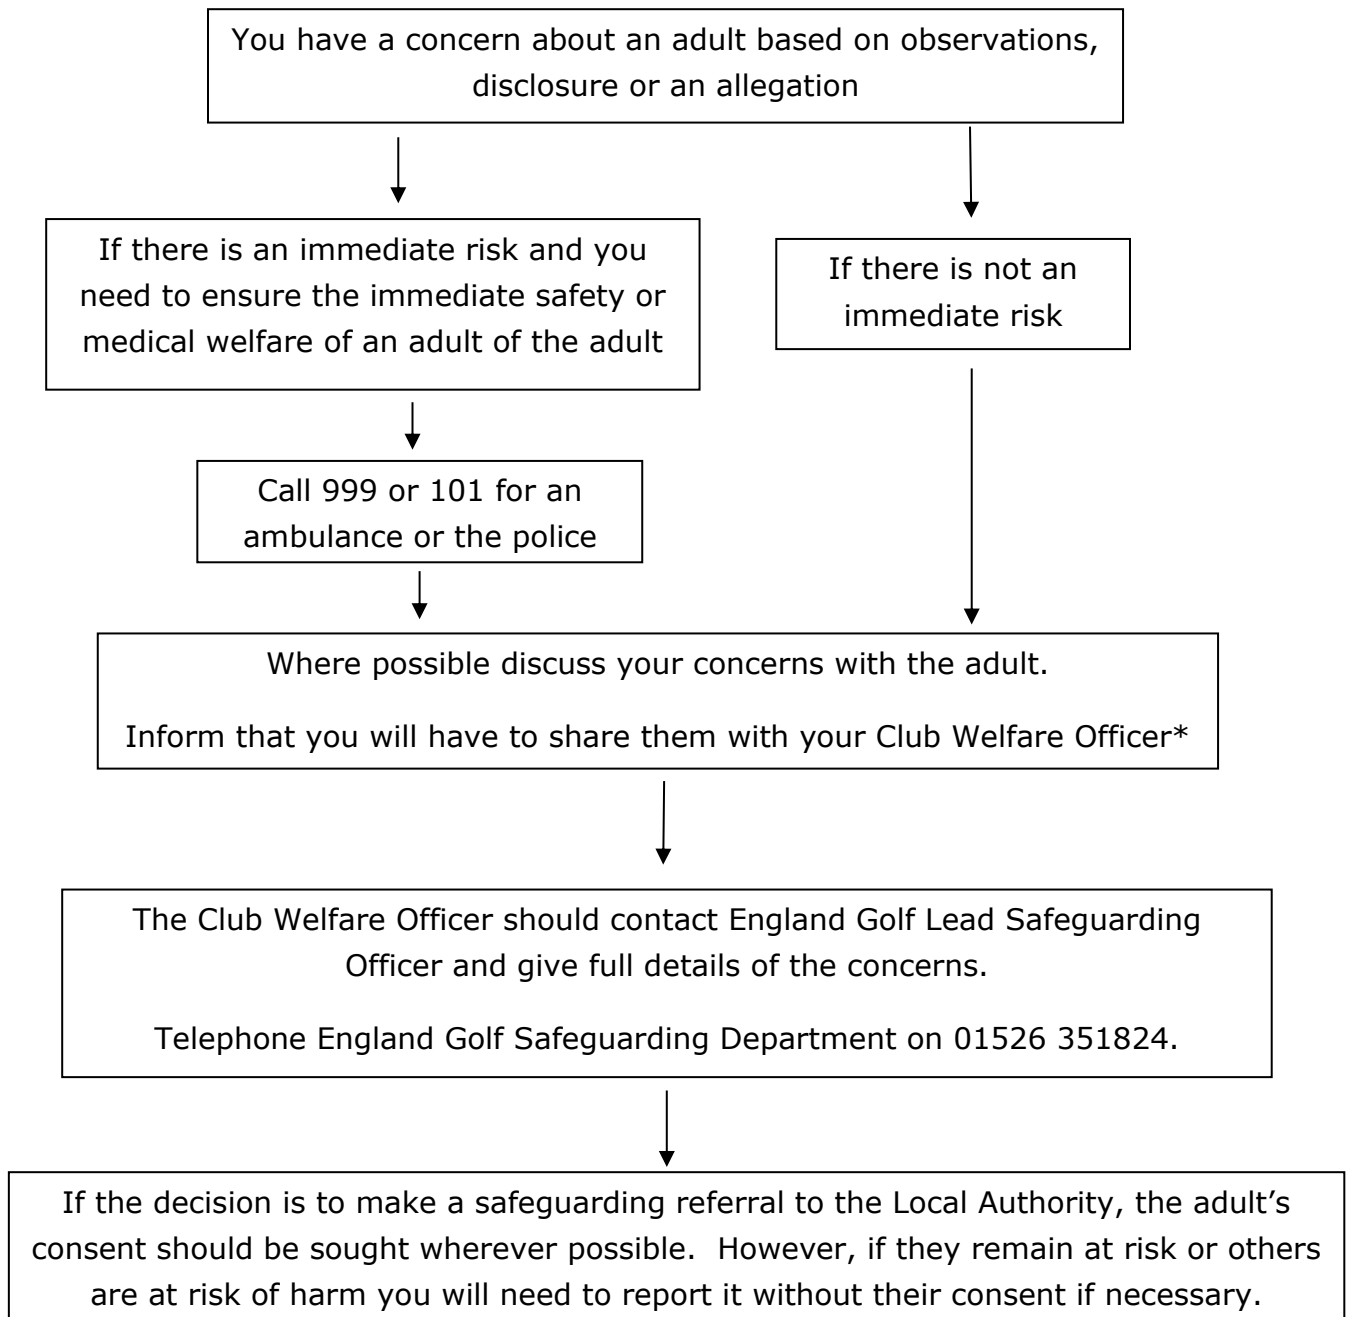 You have a concern about an adult based on observations,
disclosure or an allegation
If there is an immediate risk and you
need to ensure the immediate safety or
medical welfare of an adult of the adult
If there is not an
immediate risk
Call 999 or 101 for an
ambulance or the police
Where possible discuss your concerns with the adult.
Inform that you will have to share them with your Club Welfare Officer*
The Club Welfare Officer should contact England Golf Lead Safeguarding
Officer and give full details of the concerns.
Telephone England Golf Safeguarding Department on 01526 351824.
If the decision is to make a safeguarding referral to the Local Authority, the adult’s
consent should be sought wherever possible.  However, if they remain at risk or others
are at risk of harm you will need to report it without their consent if necessary.